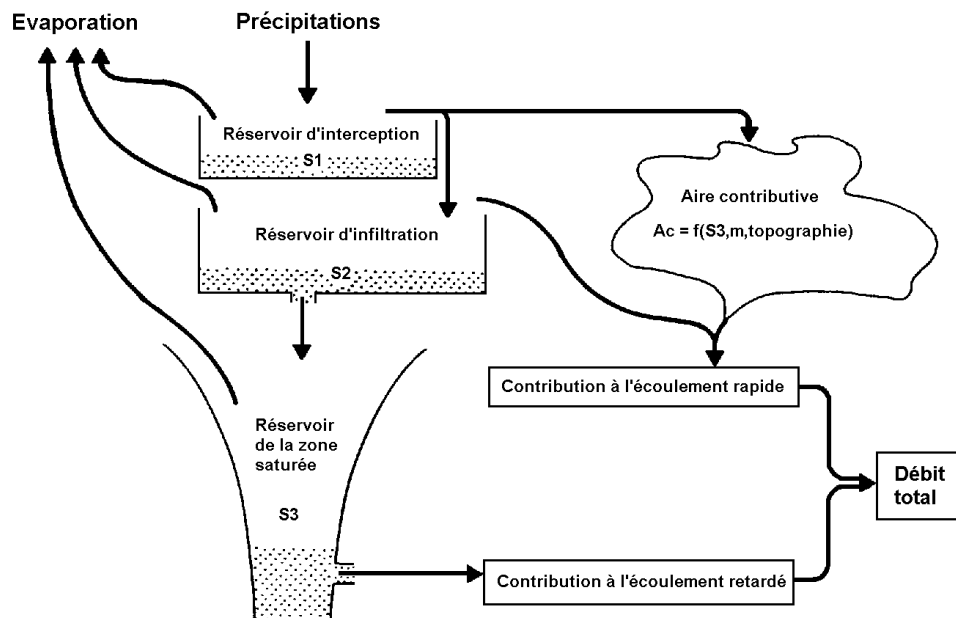 Evaporation
Précipitations
Réservoir d'interception
S1
Réservoir d'infiltration
S2
Aire contributive
Ac = f(S3,m,topographie)
Contribution à l'écoulement rapide
Réservoir
de la zone
saturée
S3
Débit
total
Contribution à l'écoulement retardé